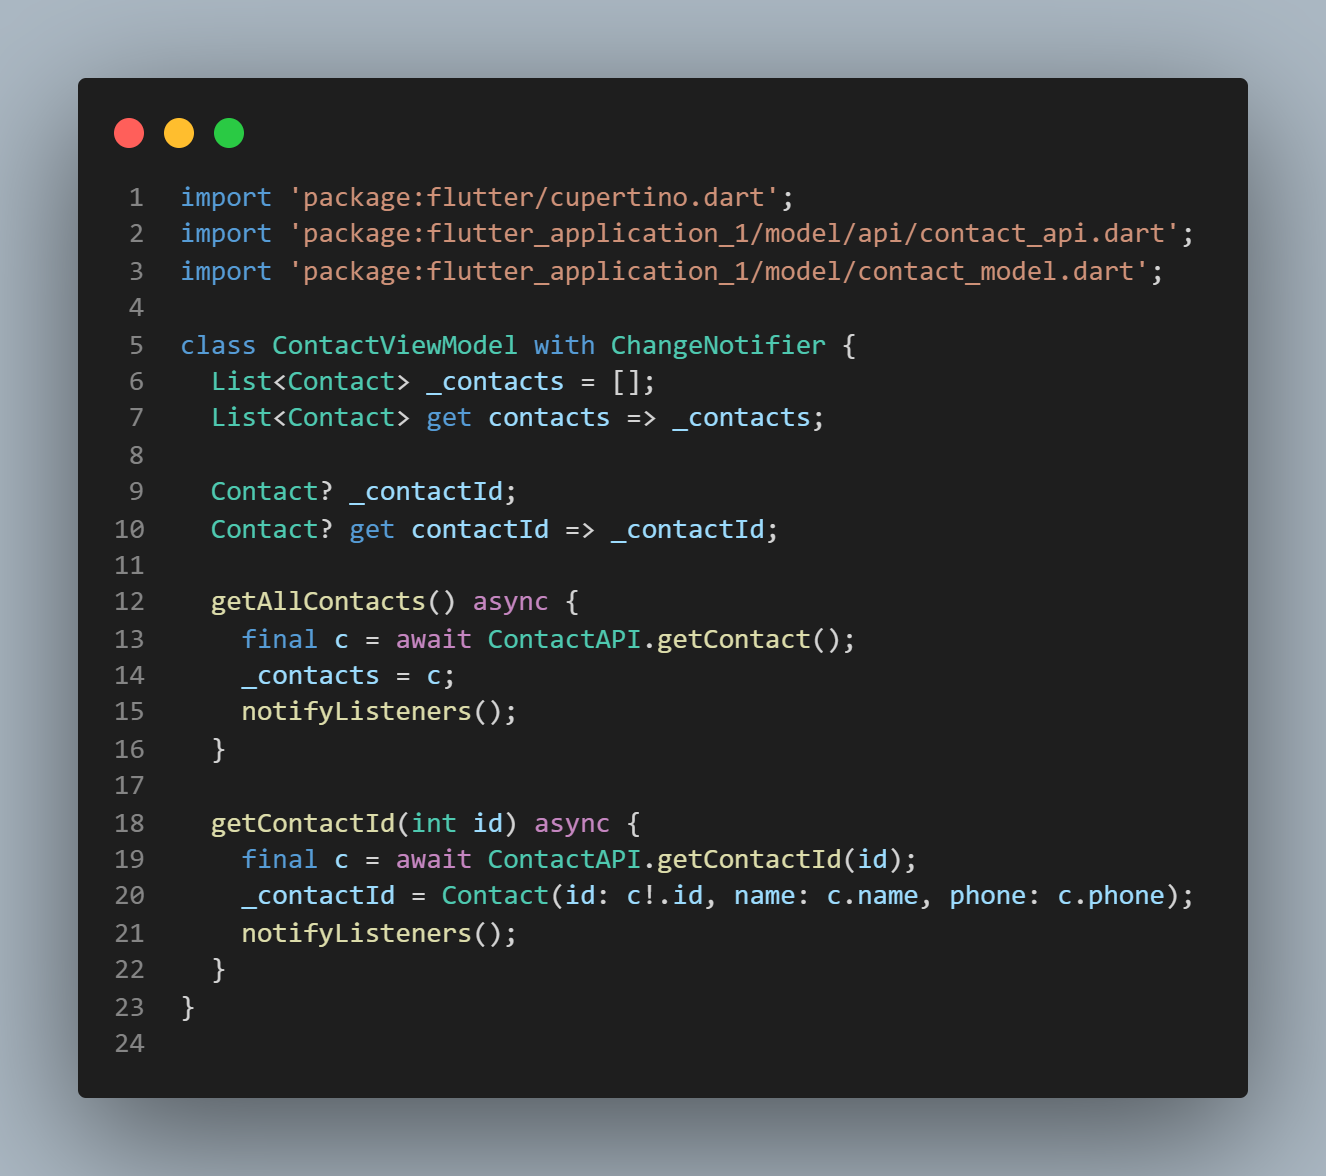 1 import 'package:flutter/cupertino.dart';
2 import 'package:flutter_application_1/model/api/contact_api.dart';
3 import 'package:flutter_application_1/model/contact_model.dart';
4
5 class ContactViewModel with ChangeNotifier {
6   List<Contact> _contacts = [];
7   List<Contact> get contacts => _contacts;
8
9   Contact? _contactId;
10   Contact? get contactId => _contactId;
11
12   getAllContacts() async {
13     final c = await ContactAPI.getContact();
14     _contacts = c;
15     notifyListeners();
16   }
17
18   getContactId(int id) async {
19     final c = await ContactAPI.getContactId(id);
20     _contactId = Contact(id: c!.id, name: c.name, phone: c.phone);
21     notifyListeners();
22   }
23 }
24